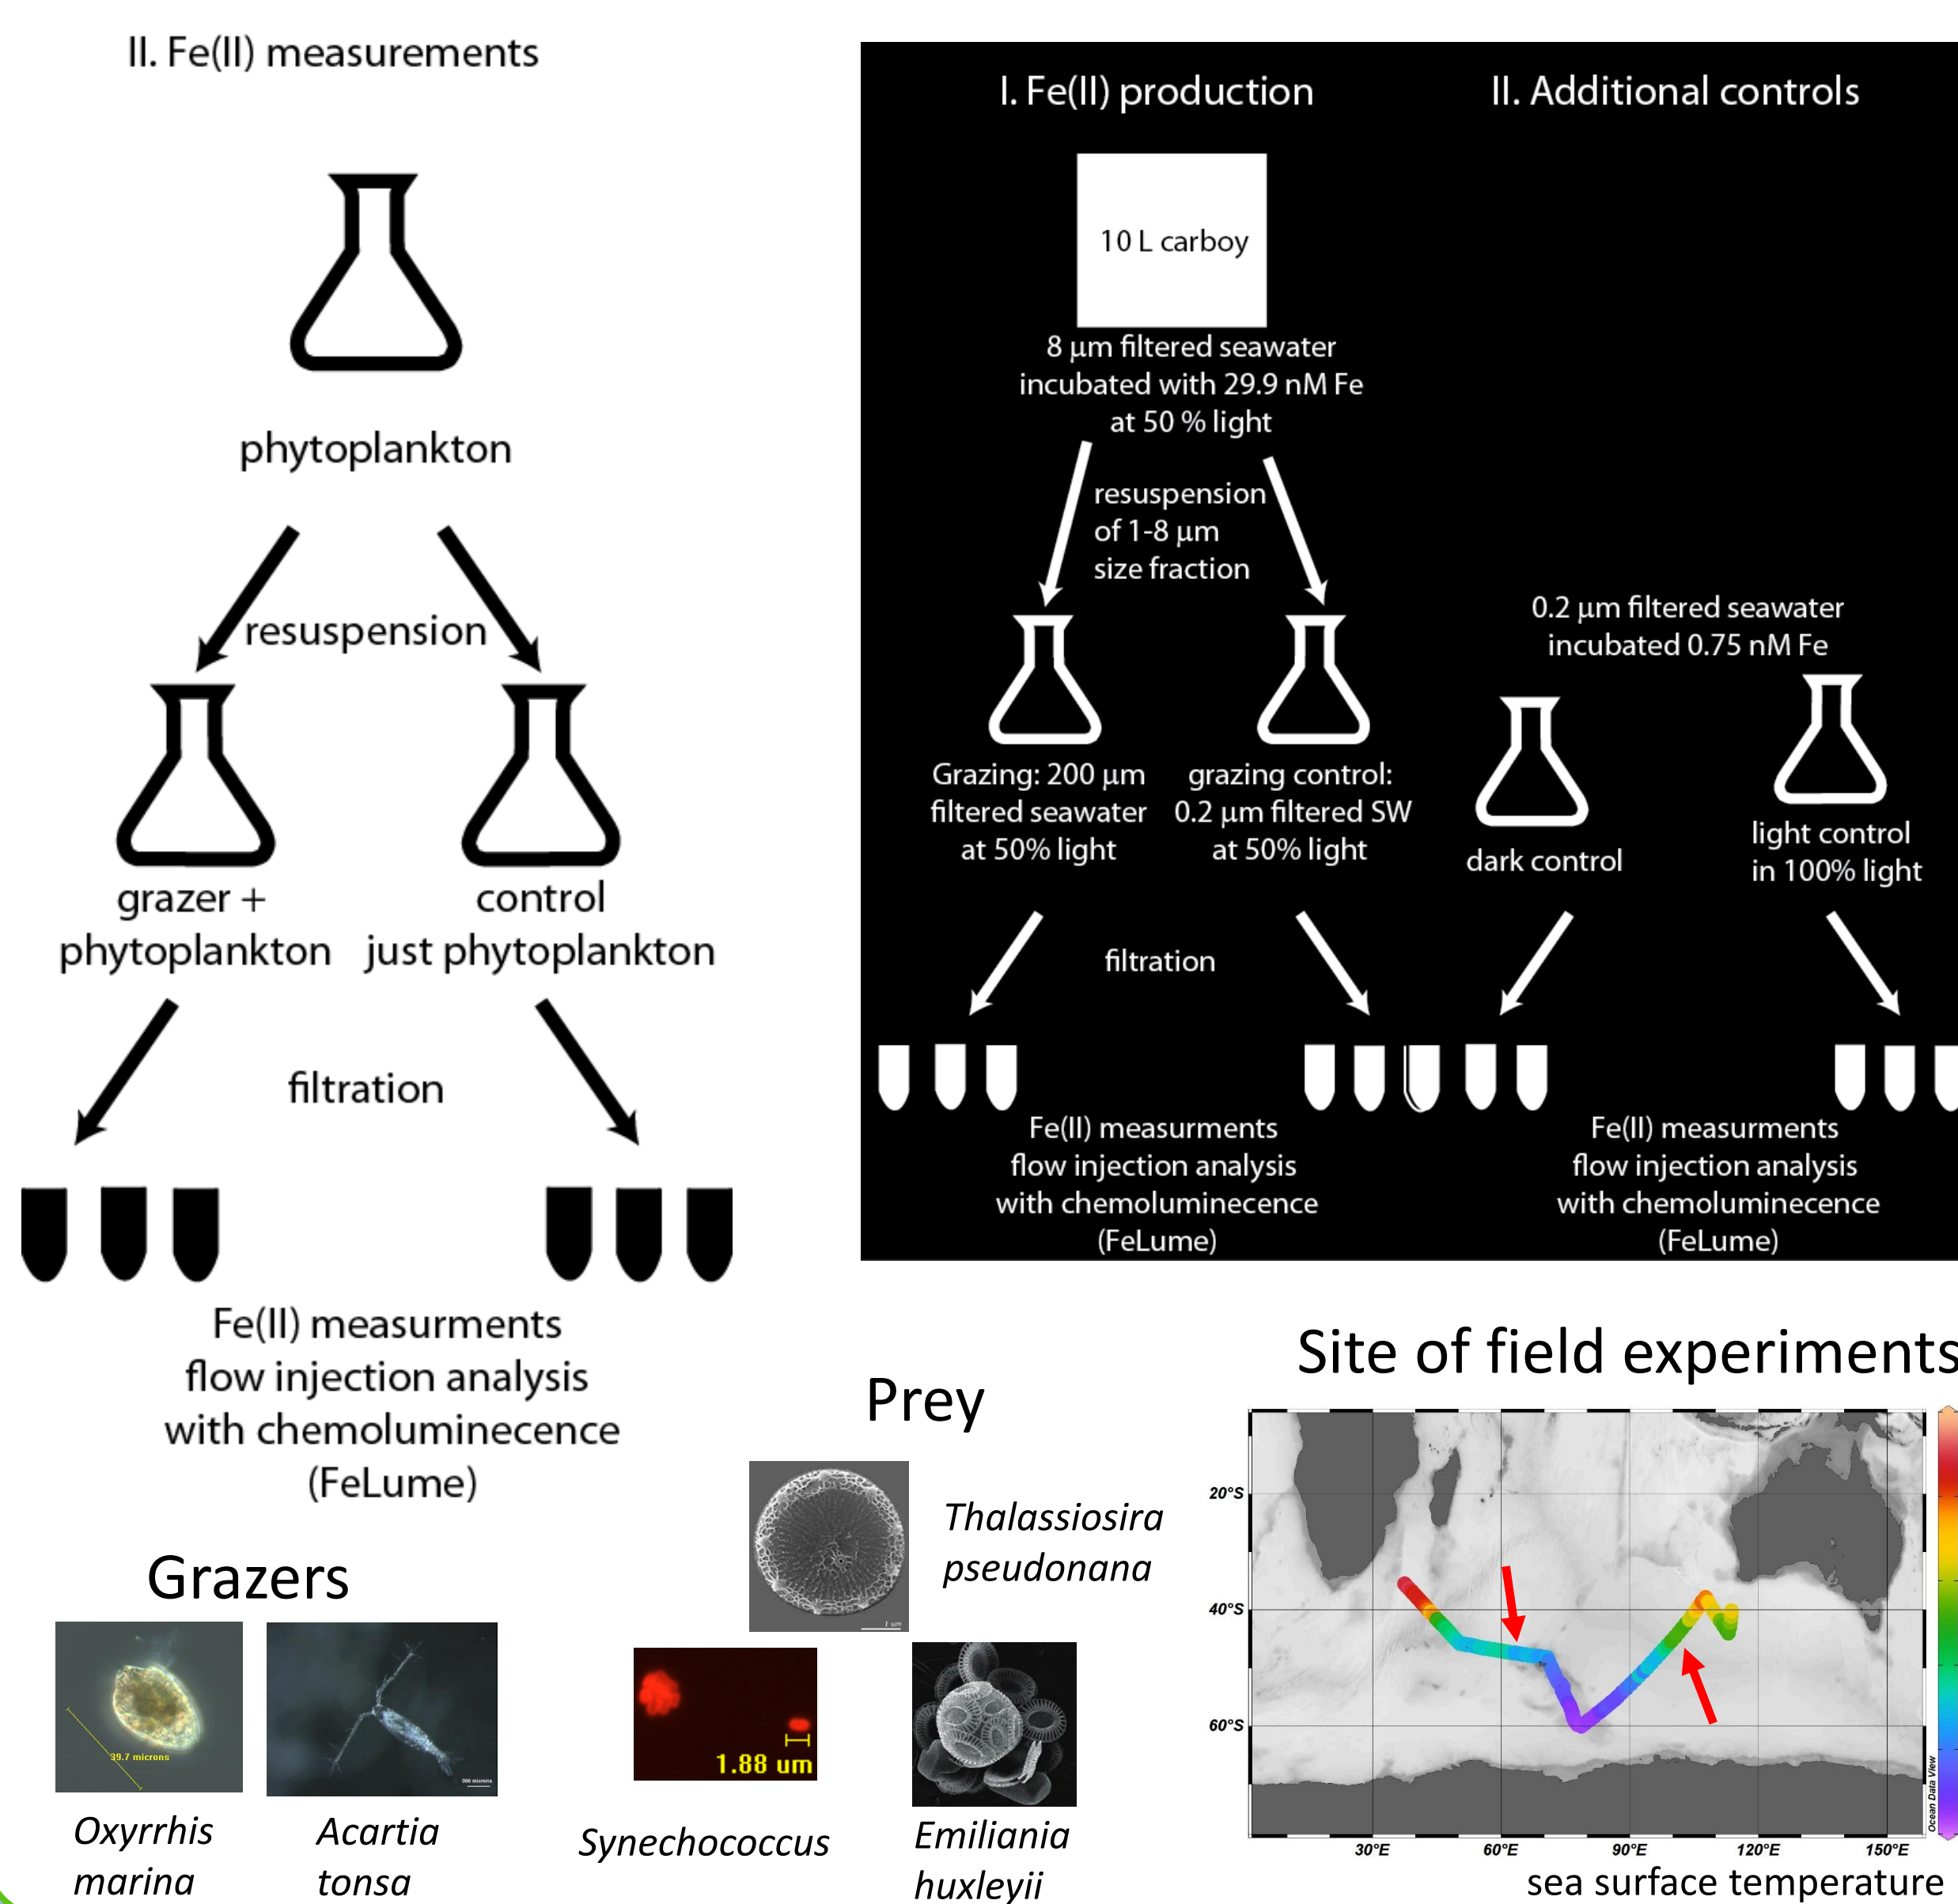 II. Fe(II) measurements
phytoplankton
resuspension
grazer +
phytoplankton
control
just phytoplankton
filtration
Fe(II) measurments
flow injection analysis
with chemoluminecence
(FeLume)
I. Fe(II) production
10 L carboy
8 µm filtered seawater
incubated with 29.9 nM Fe
at 50 % light
resuspension
of 1-8 µm
size fraction
Grazing: 200 µm
filtered seawater
at 50% light
grazing control:
0.2 µm filtered SW
at 50% light
filtration
Fe(II) measurments
flow injection analysis
with chemoluminecence
(FeLume)
II. Additional controls
0.2 µm filtered seawater
incubated 0.75 nM Fe
dark control
light control
in 100% light
Fe(II) measurments
flow injection analysis
with chemoluminecence
(FeLume)
Grazers
39.7 microns
Oxyrrhis
marina
300 microns
Acartia
tonsa
Prey
1 um
Thalassiosira
pseudonana
1.88 um
Synechococcus
Emiliania
huxleyii
Site of field experiments
20°S
40°S
60°S
30°E
60°E
90°E
120°E
150°E
Ocean Data View
sea surface temperature